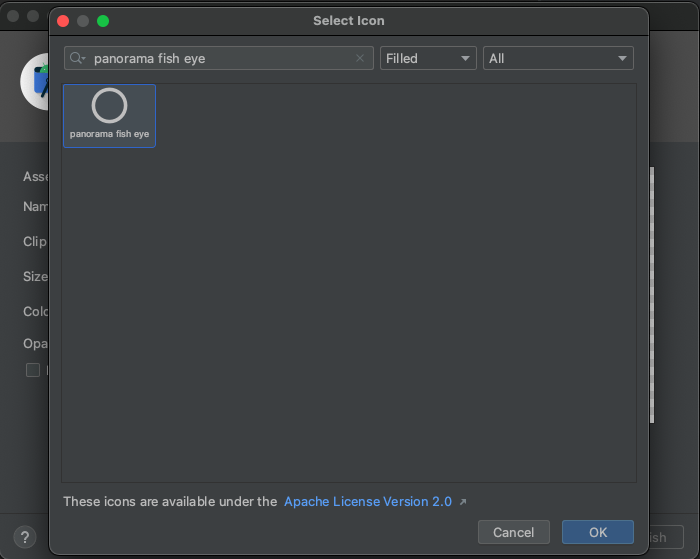 Select Icon
panorama fish eye
Filled
All
panorama fish eye
Asse
Nam
Clip
Size
Colo
Opa
These icons are available under the Apache License Version 2.0
?
Cancel
OK
ish